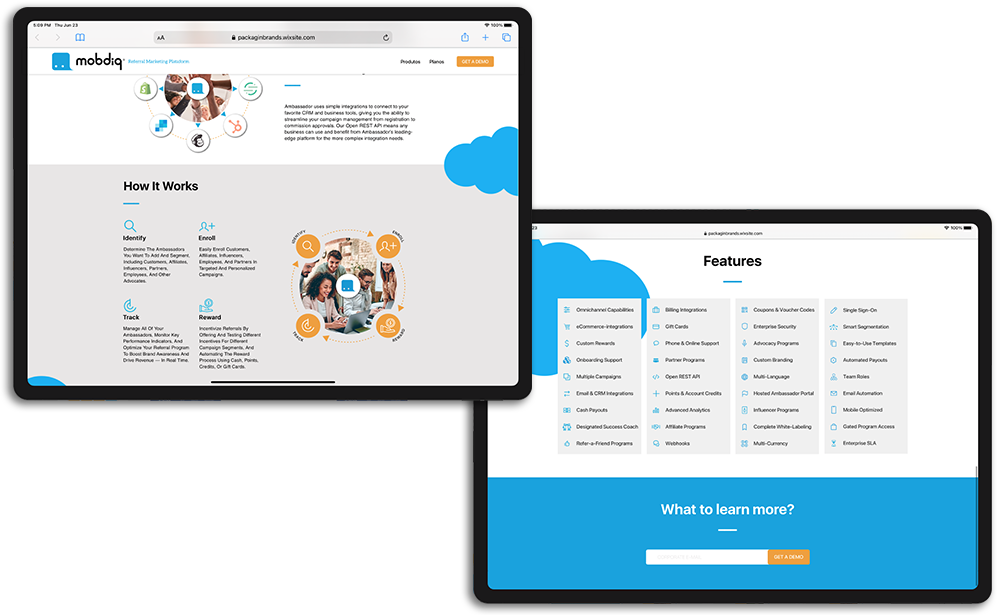 5:09 PM Thu Jun 23
100%
AA
packaginbrands.wixsite.com
mobdiq
Referral Marketing Plataform
Produtos
Planos
GET A DEMO
Ambassador uses simple integrations to connect to your
favorite CRM and business tools, giving you the ability to
streamline your campaign management from registration to
commission approvals. Our Open REST API means any
business can use and benefit from Ambassador's leading-
edge platform for the more complex integration needs.
How It Works
Identify
Determine The Ambassadors
You Want To Add And Segment,
Including Customers, Affiliates,
Influencers, Partners,
Employees, And Other
Advocates.
Enroll
Easily Enroll Customers,
Affiliates, Influencers,
Employees, And Partners In
Targeted And Personalized
Campaigns.
Track
Manage All Of Your
Ambassadors, Monitor Key
Performance Indicators, And
Optimize Your Referral Program
To Boost Brand Awareness And
Drive Revenue — In Real Time.
Reward
Incentivize Referrals By
Offering And Testing Different
Incentives For Different
Campaign Segments, And
Automating The Reward
Process Using Cash, Points,
Credits, Or Gift Cards.
IDENTIFY
ENROLL
TRACK
REWARD
23
packaginbrands.wixsite.com
100%
Features
Omnichannel Capabilities
eCommerce-integrations
Custom Rewards
Onboarding Support
Multiple Campaigns
Email & CRM Integrations
Cash Payouts
Designated Success Coach
Refer-a-Friend Programs
Billing Integrations
Gift Cards
Phone & Online Support
Partner Programs
Open REST API
Points & Account Credits
Advanced Analytics
Affiliate Programs
Webhooks
Coupons & Voucher Codes
Enterprise Security
Advocacy Programs
Custom Branding
Multi-Language
Hosted Ambassador Portal
Influencer Programs
Complete White-Labeling
Multi-Currency
Single Sign-On
Smart Segmentation
Easy-to-Use Templates
Automated Payouts
Team Roles
Email Automation
Mobile Optimized
Gated Program Access
Enterprise SLA
What to learn more?
GET A DEMO